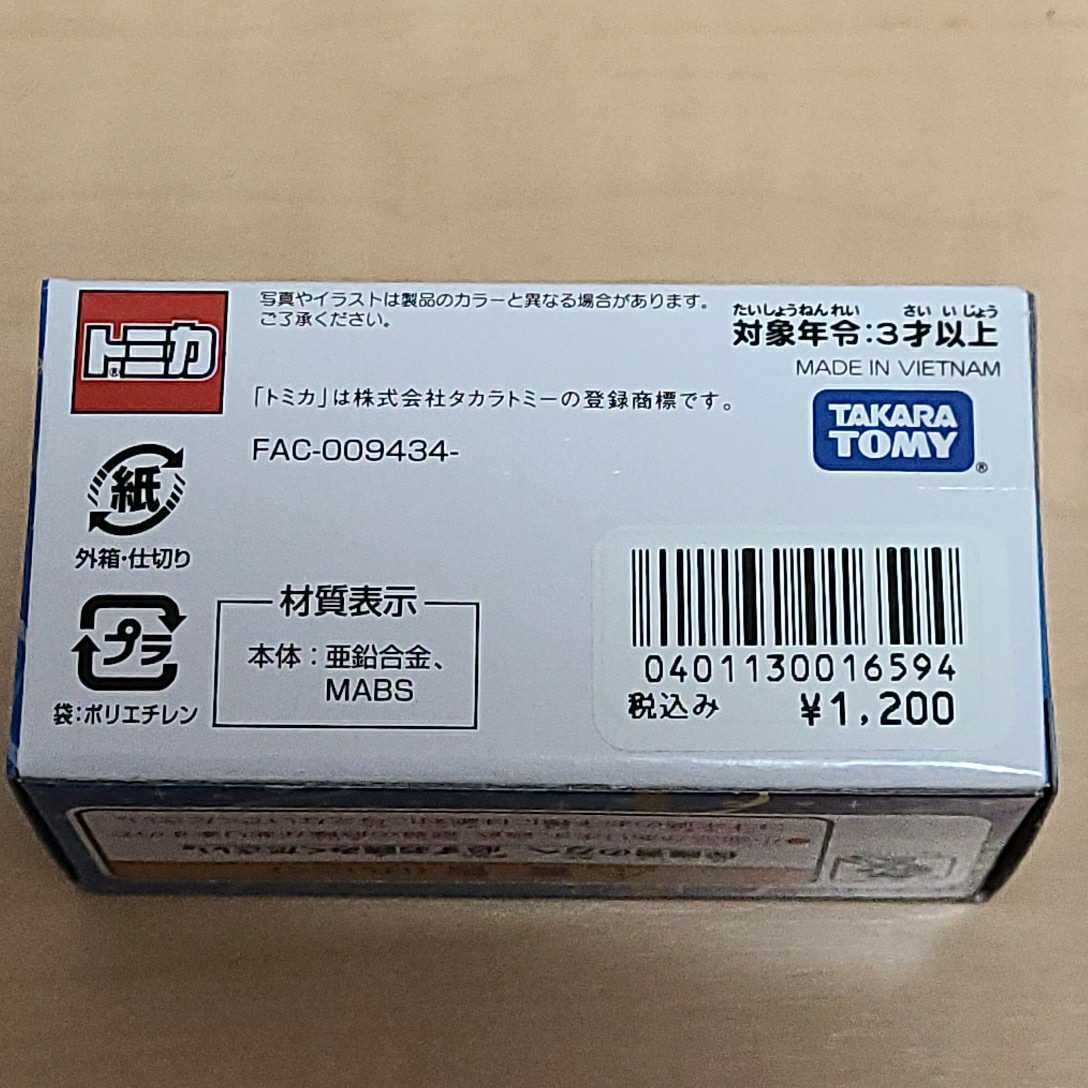 トミカ®
写真やイラストは製品のカラーと異なる場合があります。
ご了承ください。
「トミカ」は株式会社タカラトミーの登録商標です。
FAC-009434-
たいしょうねんれい さい いじょう
対象年令:3才以上
MADE IN VIETNAM
TAKARA
TOMY®
紙
外箱・仕切り
プラ
袋:ポリエチレン
材質表示
本体:亜鉛合金、
MABS
0401130016594
税込み ¥1,200